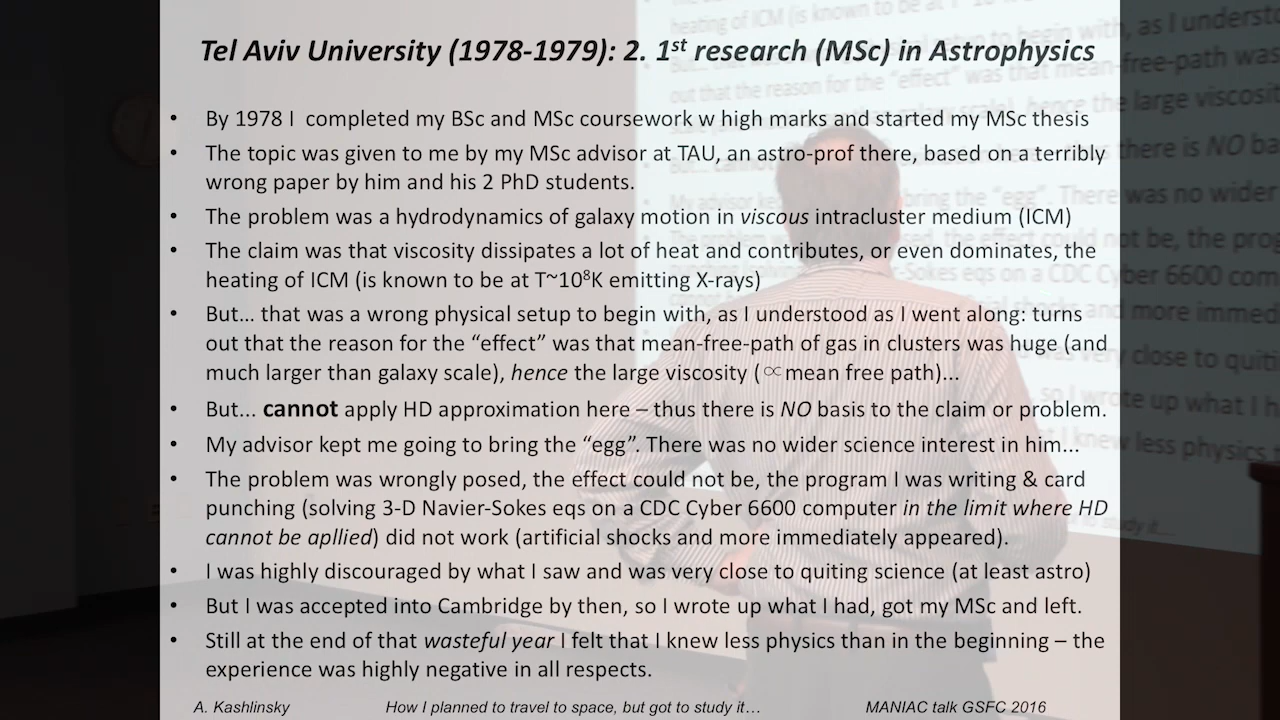 Tel Aviv University (1978-1979): 2. 1st research (MSc) in Astrophysics
• By 1978 I completed my BSc and MSc coursework w high marks and started my MSc thesis
• The topic was given to me by my MSc advisor at TAU, an astro-prof there, based on a terribly
wrong paper by him and his 2 PhD students.
• The problem was a hydrodynamics of galaxy motion in viscous intracluster medium (ICM)
• The claim was that viscosity dissipates a lot of heat and contributes, or even dominates, the
heating of ICM (is known to be at T~10⁸K emitting X-rays)
• But... that was a wrong physical setup to begin with, as I understood as I went along: turns
out that the reason for the “effect” was that mean-free-path of gas in clusters was huge (and
much larger than galaxy scale), hence the large viscosity (∝mean free path)...
• But... cannot apply HD approximation here – thus there is NO basis to the claim or problem.
• My advisor kept me going to bring the “egg”. There was no wider science interest in him...
• The problem was wrongly posed, the effect could not be, the program I was writing & card
punching (solving 3-D Navier-Sokes eqs on a CDC Cyber 6600 computer in the limit where HD
cannot be apllied) did not work (artificial shocks and more immediately appeared).
• I was highly discouraged by what I saw and was very close to quiting science (at least astro)
• But I was accepted into Cambridge by then, so I wrote up what I had, got my MSc and left.
• Still at the end of that wasteful year I felt that I knew less physics than in the beginning – the
experience was highly negative in all respects.
A. Kashlinsky How I planned to travel to space, but got to study it... MANIAC talk GSFC 2016